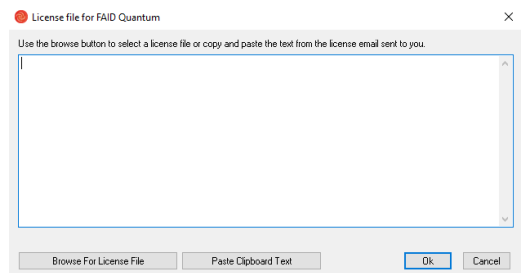 License file for FAID Quantum
Use the browse button to select a license file or copy and paste the text from the license email sent to you.
Browse For License File
Paste Clipboard Text
Ok
Cancel